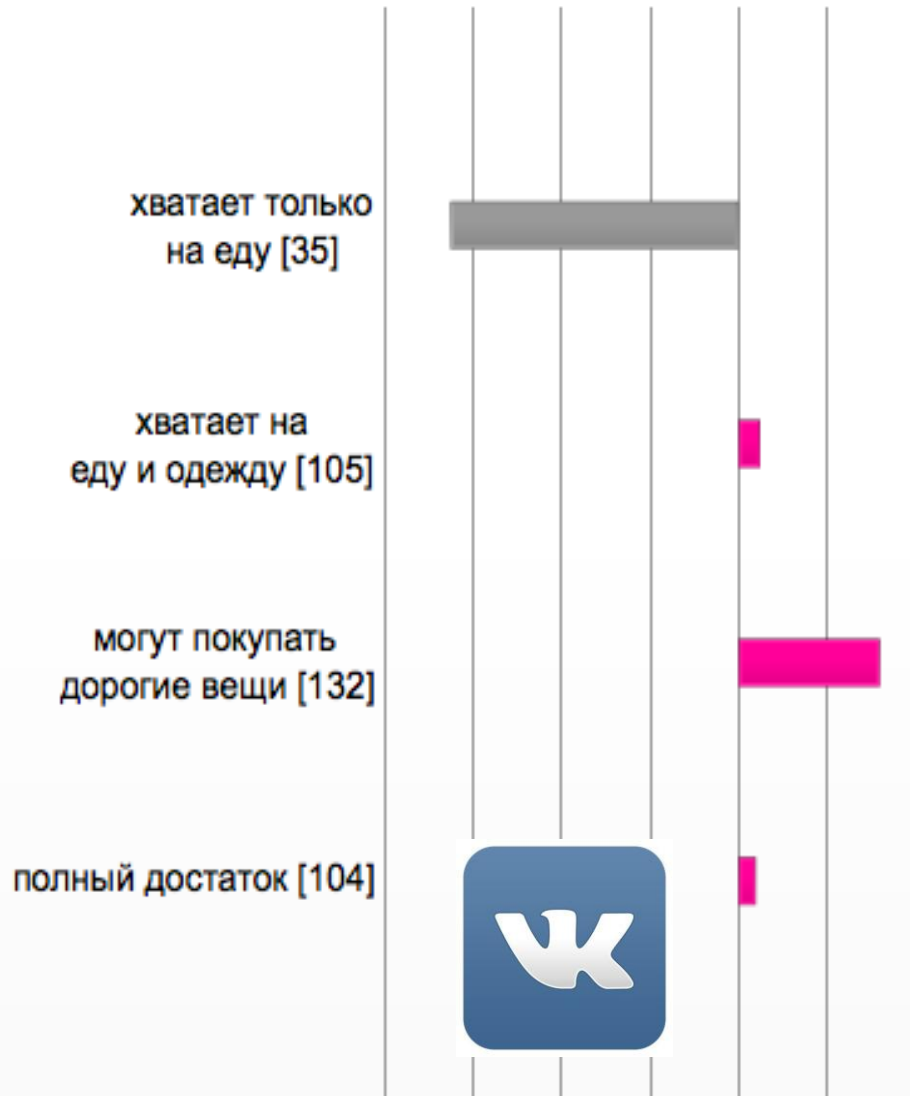 хватает только
на еду [35]
хватает на
еду и одежду [105]
могут покупать
дорогие вещи [132]
полный достаток [104]